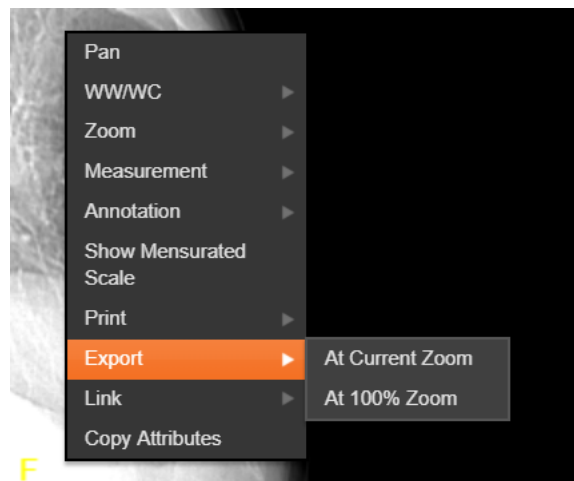 Pan
WW/WC
Zoom
Measurement
Annotation
Show Mensurated
Scale
Print
Export
At Current Zoom
Link
At 100% Zoom
Copy Attributes
F